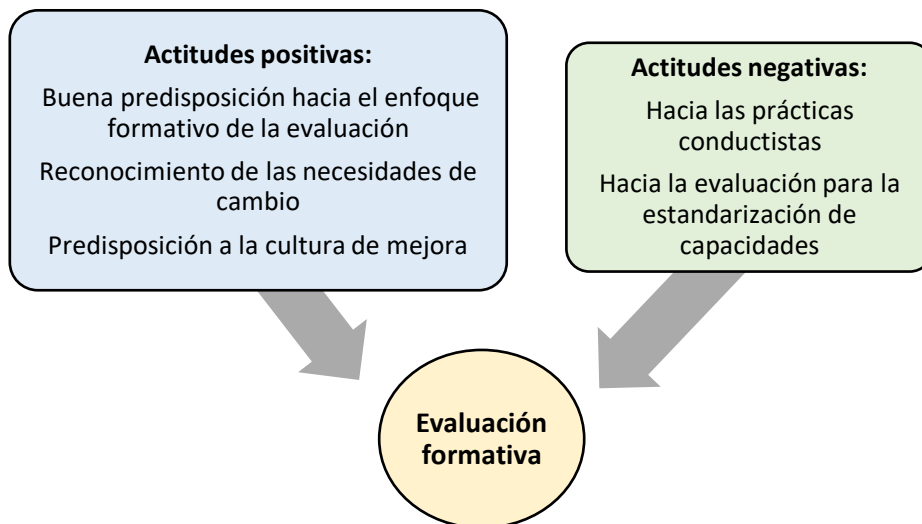 Actitudes positivas:
Buena predisposición hacia el enfoque
formativo de la evaluación
Reconocimiento de las necesidades de
cambio
Predisposición a la cultura de mejora
Actitudes negativas:
Hacia las prácticas
conductistas
Hacia la evaluación para la
estandarización de
capacidades
Evaluación
formativa